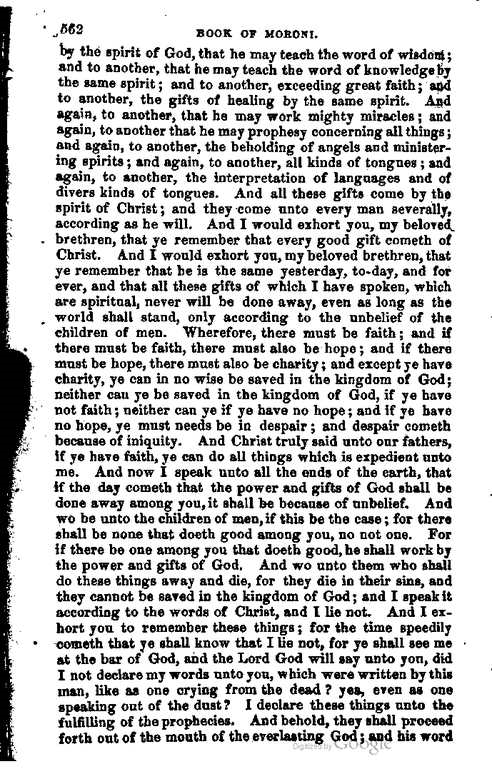 562
BOOK OF MORONI.
by the spirit of God, that he may teach the word of wisdom;
and to another, that he may teach the word of knowledge by
the same spirit; and to another, exceeding great faith; and
to another, the gifts of healing by the same spirit. And
again, to another, that he may work mighty miracles; and
again, to another that he may prophesy concerning all things;
and again, to another, the beholding of angels and minister-
ing spirits; and again, to another, all kinds of tongues; and
again, to another, the interpretation of languages and of
divers kinds of tongues. And all these gifts come by the
spirit of Christ; and they come unto every man severally,
according as he will. And I would exhort you, my beloved
brethren, that ye remember that every good gift cometh of
Christ. And I would exhort you, my beloved brethren, that
ye remember that he is the same yesterday, to-day, and for
ever, and that all these gifts of which I have spoken, which
are spiritual, never will be done away, even as long as the
world shall stand, only according to the unbelief of the
children of men. Wherefore, there must be faith; and if
there must be faith, there must also be hope; and if there
must be hope, there must also be charity; and except ye have
charity, ye can in no wise be saved in the kingdom of God;
neither can ye be saved in the kingdom of God, if ye have
not faith; neither can ye if ye have no hope; and if ye have
no hope, ye must needs be in despair; and despair cometh
because of iniquity. And Christ truly said unto our fathers,
if ye have faith, ye can do all things which is expedient unto
me. And now I speak unto all the ends of the earth, that
if the day cometh that the power and gifts of God shall be
done away among you, it shall be because of unbelief. And
wo be unto the children of men, if this be the case; for there
shall be none that doeth good among you, no not one. For
if there be one among you that doeth good, he shall work by
the power and gifts of God. And wo unto them who shall
do these things away and die, for they die in their sins, and
they cannot be saved in the kingdom of God; and I speak it
according to the words of Christ, and I lie not. And I ex-
hort you to remember these things; for the time speedily
cometh that ye shall know that I lie not, for ye shall see me
at the bar of God, and the Lord God will say unto you, did
I not declare my words unto you, which were written by this
man, like as one crying from the dead? yea, even as one
speaking out of the dust? I declare these things unto the
fulfilling of the prophecies. And behold, they shall proceed
forth out of the mouth of the everlasting God; and his word
Digitized by Google